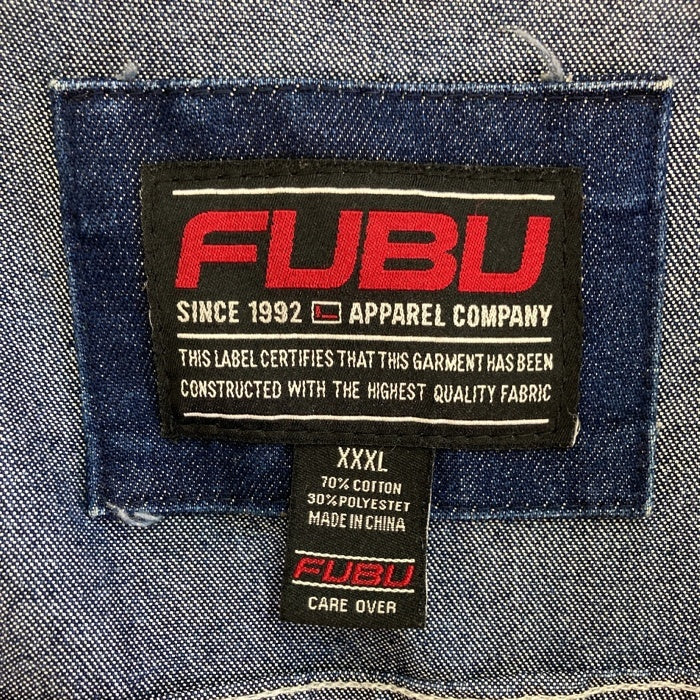 FUBU
SINCE 1992 APPAREL COMPANY
THIS LABEL CERTIFIES THAT THIS GARMENT HAS BEEN
CONSTRUCTED WITH THE HIGHEST QUALITY FABRIC
XXXL
70% COTTON
30% POLYESTET
MADE IN CHINA
FUBU
CARE OVER